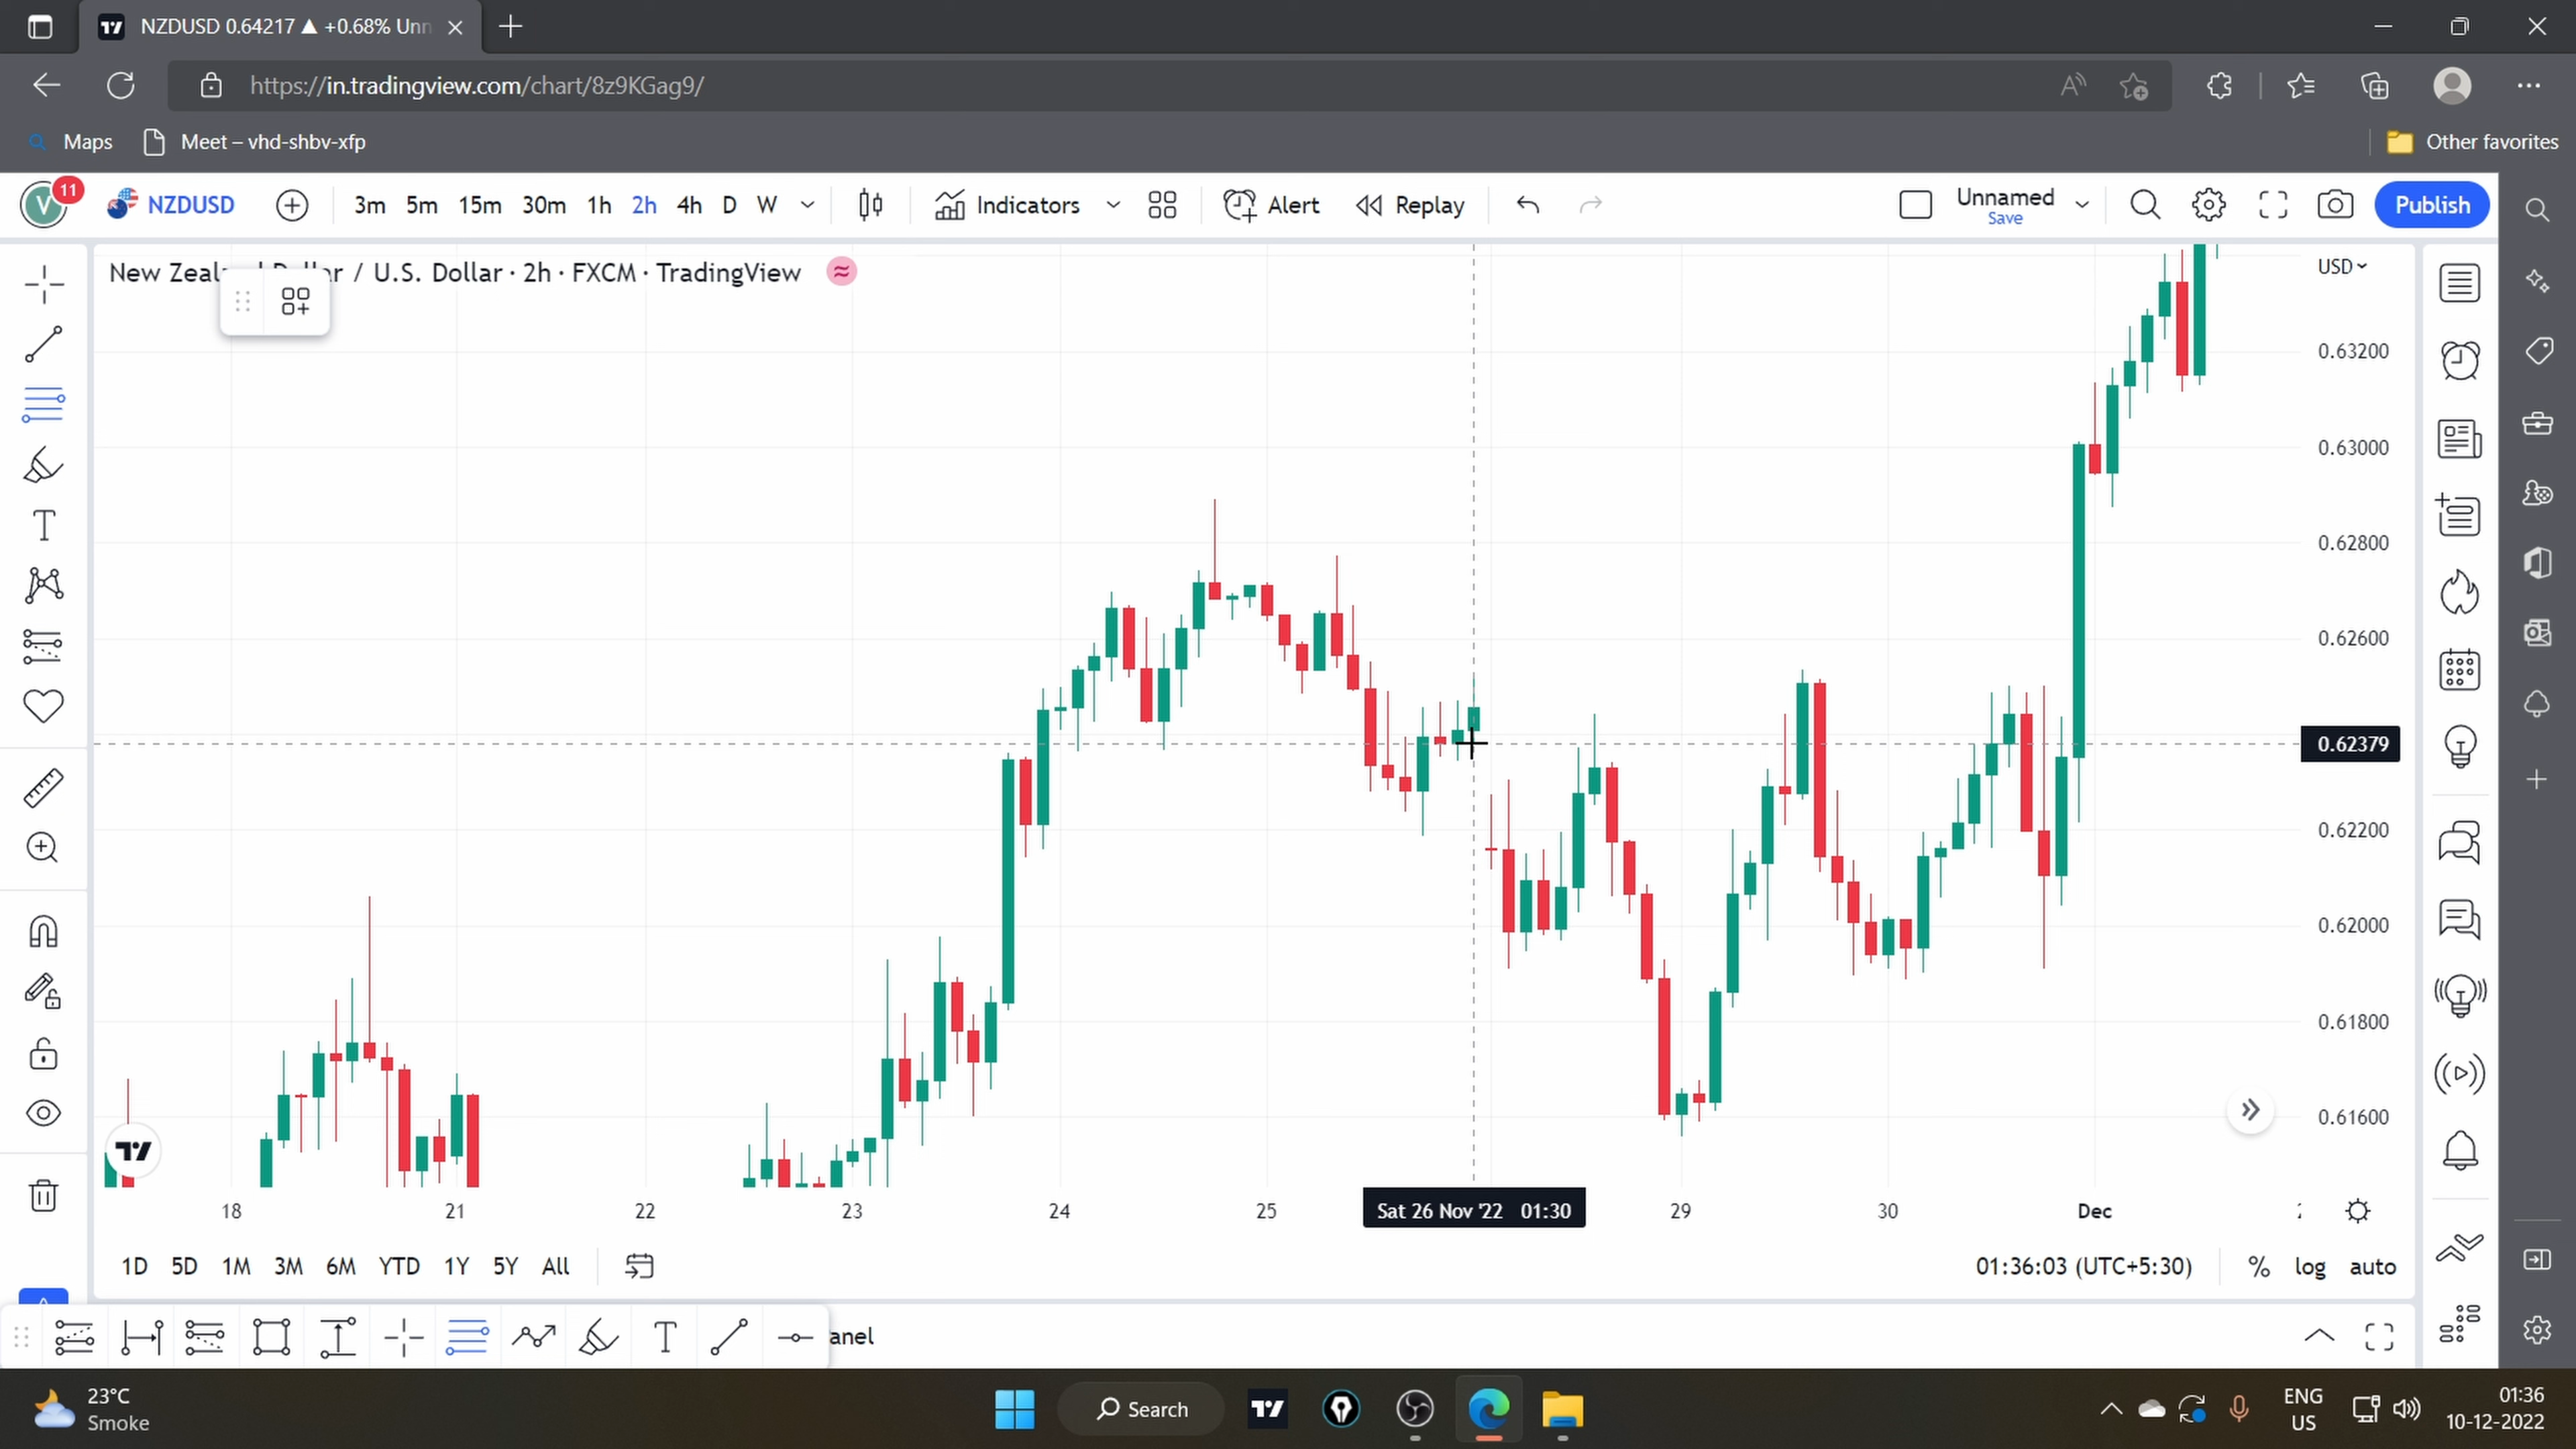 NZDUSD 0.64217 ▲ +0.68% Unn
https://in.tradingview.com/chart/8z9KGag9/
Maps Meet – vhd-shbv-xfp Other favorites
V 11 NZDUSD 3m 5m 15m 30m 1h 2h 4h D W Indicators Alert Replay Unnamed Save Publish
New Zeal / U.S. Dollar · 2h · FXCM · TradingView USD
0.63200
0.63000
0.62800
0.62600
0.62379
0.62200
0.62000
0.61800
0.61600
18 21 22 23 24 25 Sat 26 Nov '22 01:30 29 30 Dec
1D 5D 1M 3M 6M YTD 1Y 5Y All 01:36:03 (UTC+5:30) % log auto
anel
23°C
Smoke
Search
ENG
US
01:36
10-12-2022